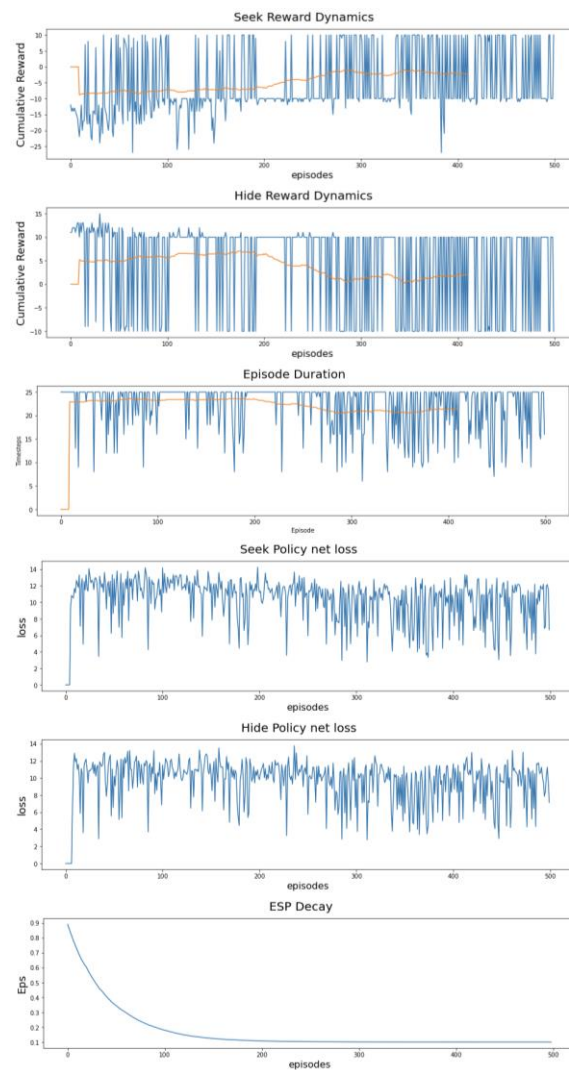 Seek Reward Dynamics
Cumulative Reward
10
5
0
−5
−10
−15
−20
−25
0 100 200 300 400 500
episodes
Hide Reward Dynamics
Cumulative Reward
15
10
5
0
−5
−10
0 100 200 300 400 500
episodes
Episode Duration
Timesteps
25
20
15
10
5
0
0 100 200 300 400 500
Episode
Seek Policy net loss
loss
14
12
10
8
6
4
2
0
0 100 200 300 400 500
episodes
Hide Policy net loss
loss
14
12
10
8
6
4
2
0
0 100 200 300 400 500
episodes
ESP Decay
Eps
0.9
0.8
0.7
0.6
0.5
0.4
0.3
0.2
0.1
0 100 200 300 400 500
episodes